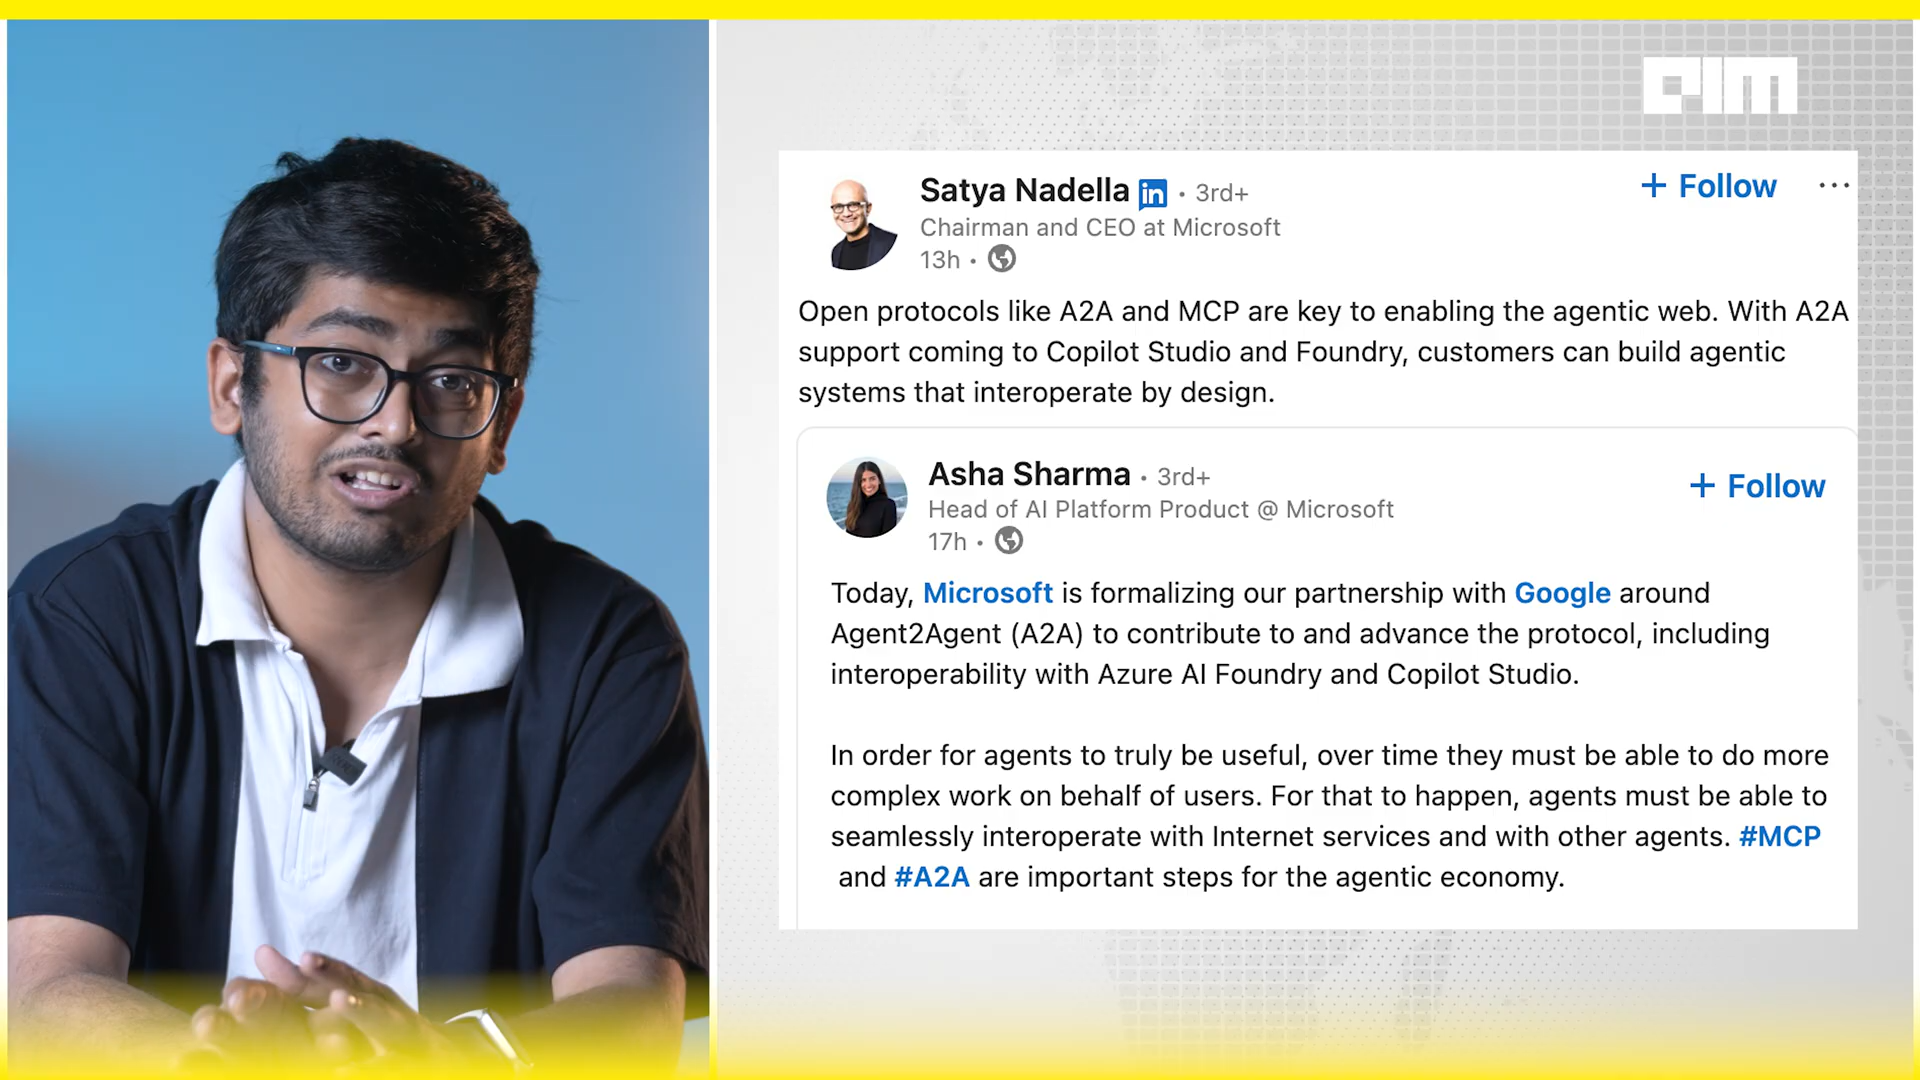 AIM
Satya Nadella in • 3rd+
+ Follow ...
Chairman and CEO at Microsoft
13h •
Open protocols like A2A and MCP are key to enabling the agentic web. With A2A
support coming to Copilot Studio and Foundry, customers can build agentic
systems that interoperate by design.
Asha Sharma • 3rd+
+ Follow
Head of AI Platform Product @ Microsoft
17h •
Today, Microsoft is formalizing our partnership with Google around
Agent2Agent (A2A) to contribute to and advance the protocol, including
interoperability with Azure AI Foundry and Copilot Studio.
In order for agents to truly be useful, over time they must be able to do more
complex work on behalf of users. For that to happen, agents must be able to
seamlessly interoperate with Internet services and with other agents. #MCP
and #A2A are important steps for the agentic economy.